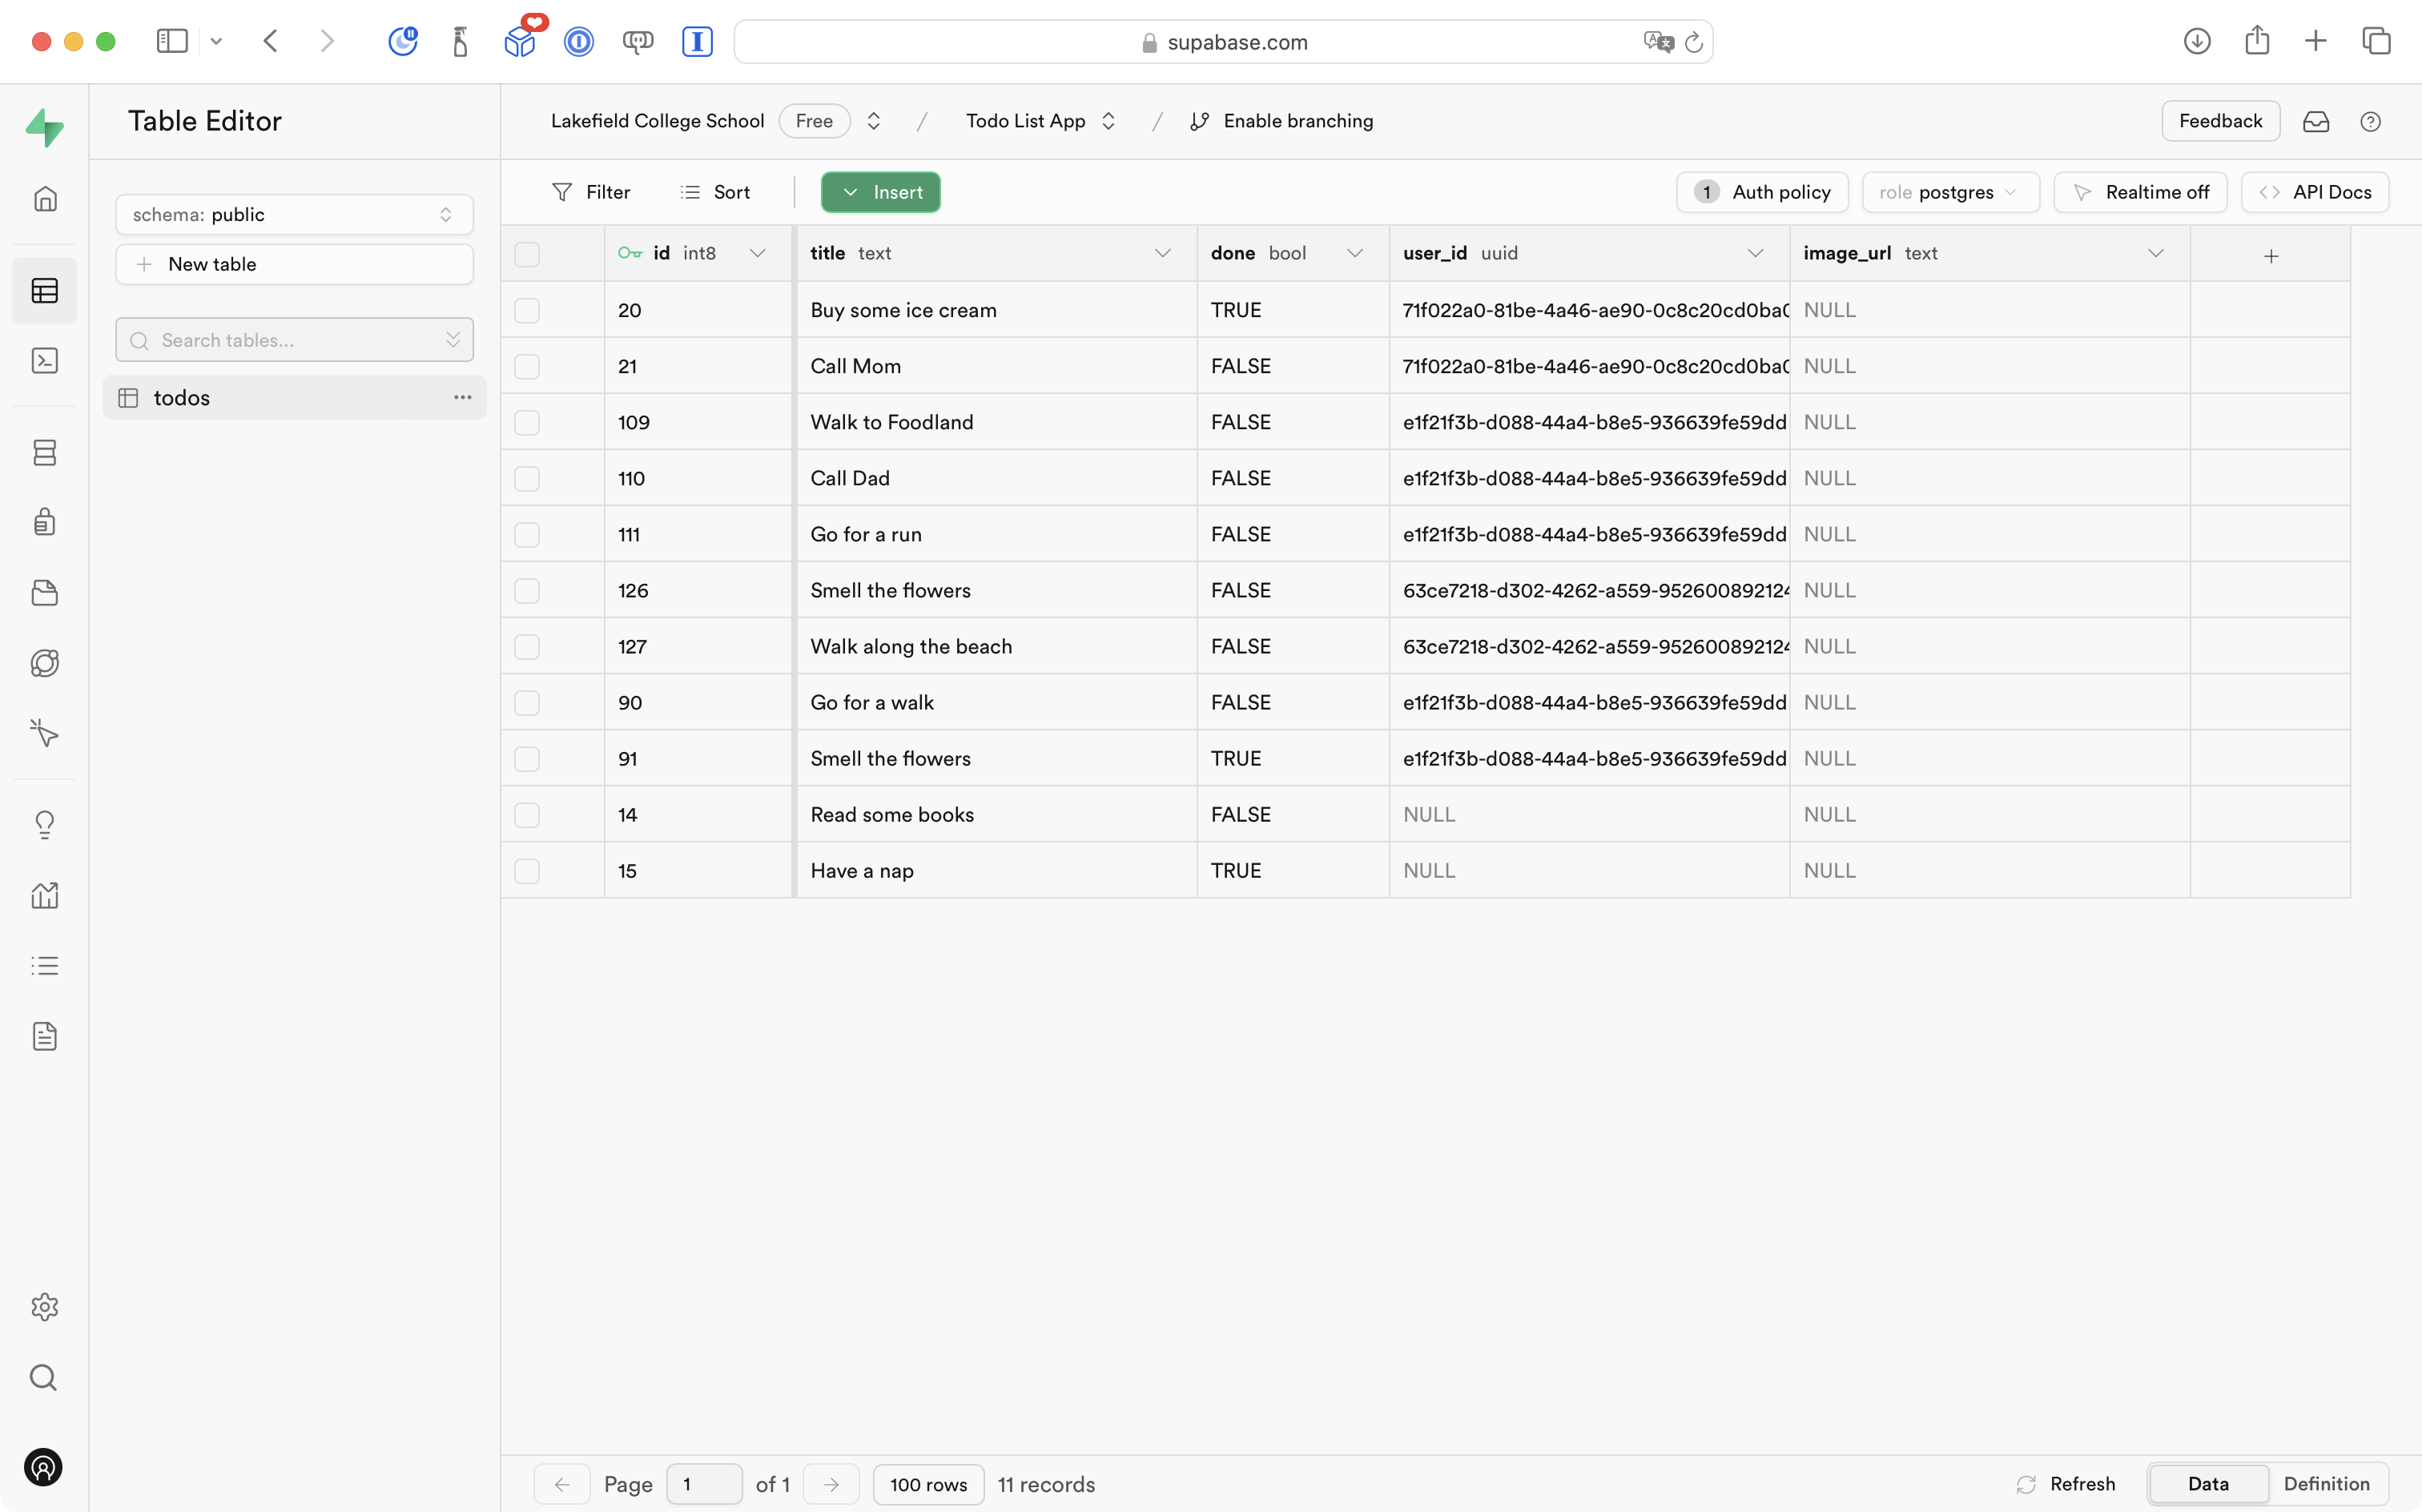 supabase.com
Table Editor
Lakefield College School Free / Todo List App / Enable branching
Feedback
schema: public
New table
Search tables...
todos
Filter Sort Insert
1 Auth policy role postgres Realtime off API Docs
id int8 title text done bool user_id uuid image_url text
20 Buy some ice cream TRUE 71f022a0-81be-4a46-ae90-0c8c20cd0ba0 NULL
21 Call Mom FALSE 71f022a0-81be-4a46-ae90-0c8c20cd0ba0 NULL
109 Walk to Foodland FALSE e1f21f3b-d088-44a4-b8e5-936639fe59dd NULL
110 Call Dad FALSE e1f21f3b-d088-44a4-b8e5-936639fe59dd NULL
111 Go for a run FALSE e1f21f3b-d088-44a4-b8e5-936639fe59dd NULL
126 Smell the flowers FALSE 63ce7218-d302-4262-a559-952600892124 NULL
127 Walk along the beach FALSE 63ce7218-d302-4262-a559-952600892124 NULL
90 Go for a walk FALSE e1f21f3b-d088-44a4-b8e5-936639fe59dd NULL
91 Smell the flowers TRUE e1f21f3b-d088-44a4-b8e5-936639fe59dd NULL
14 Read some books FALSE NULL NULL
15 Have a nap TRUE NULL NULL
Page 1 of 1 100 rows 11 records
Refresh Data Definition